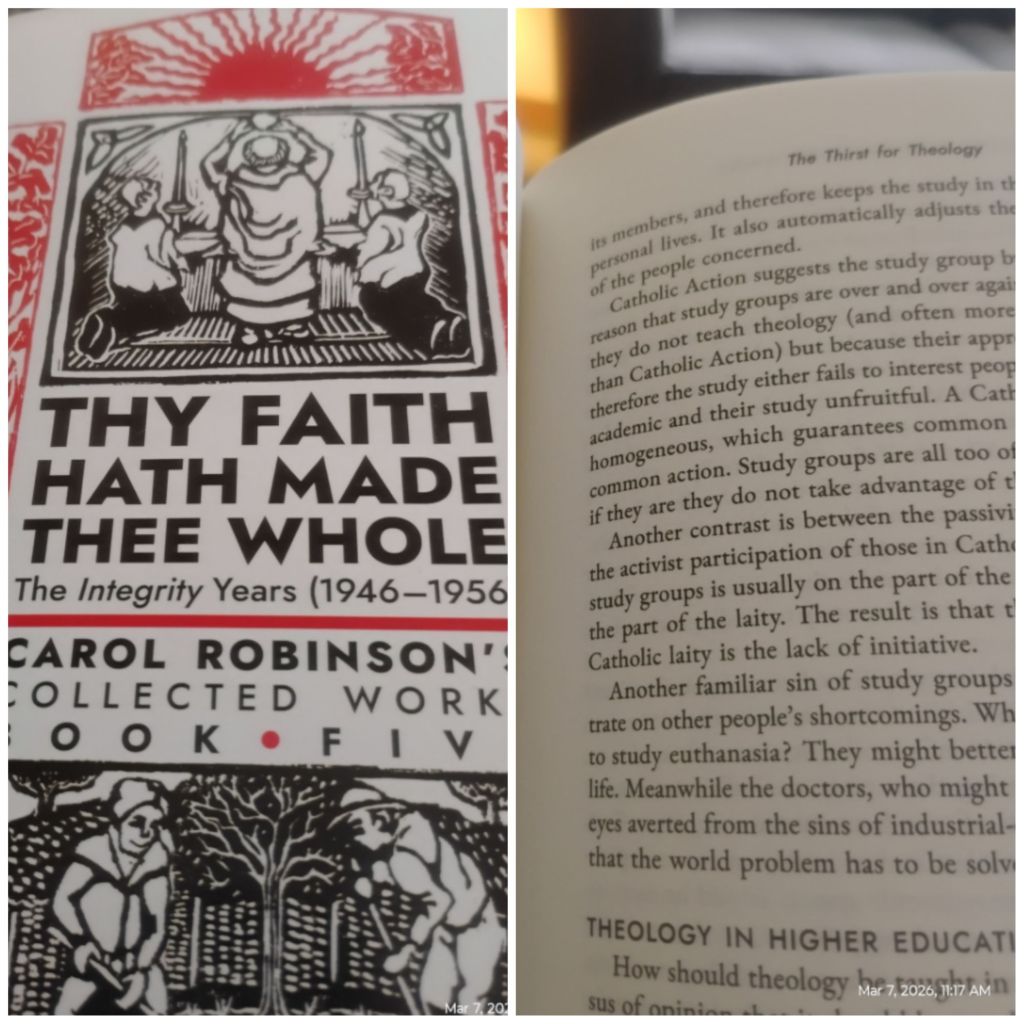 THY FAITH
HATH MADE
THEE WHOLE
The Integrity Years (1946–1956
CAROL ROBINSON'S
COLLECTED WORK
BOOK • FIV
Mar 7, 202
The Thirst for Theology
its members, and therefore keeps the study in th
personal lives. It also automatically adjusts the
of the people concerned.
Catholic Action suggests the study group b
reason that study groups are over and over agai
they do not teach theology (and often more
than Catholic Action) but because their appr
therefore the study either fails to interest peop
academic and their study unfruitful. A Cath
homogeneous, which guarantees common
common action. Study groups are all too of
if they are they do not take advantage of t
Another contrast is between the passivi
the activist participation of those in Catho
study groups is usually on the part of the
the part of the laity. The result is that t
Catholic laity is the lack of initiative.
Another familiar sin of study groups
trate on other people's shortcomings. Wh
to study euthanasia? They might better
life. Meanwhile the doctors, who might
eyes averted from the sins of industrial-
that the world problem has to be solv
THEOLOGY IN HIGHER EDUCATI
How should theology be taught in
sus of opinion that it should
Mar 7, 2026, 11:17 AM